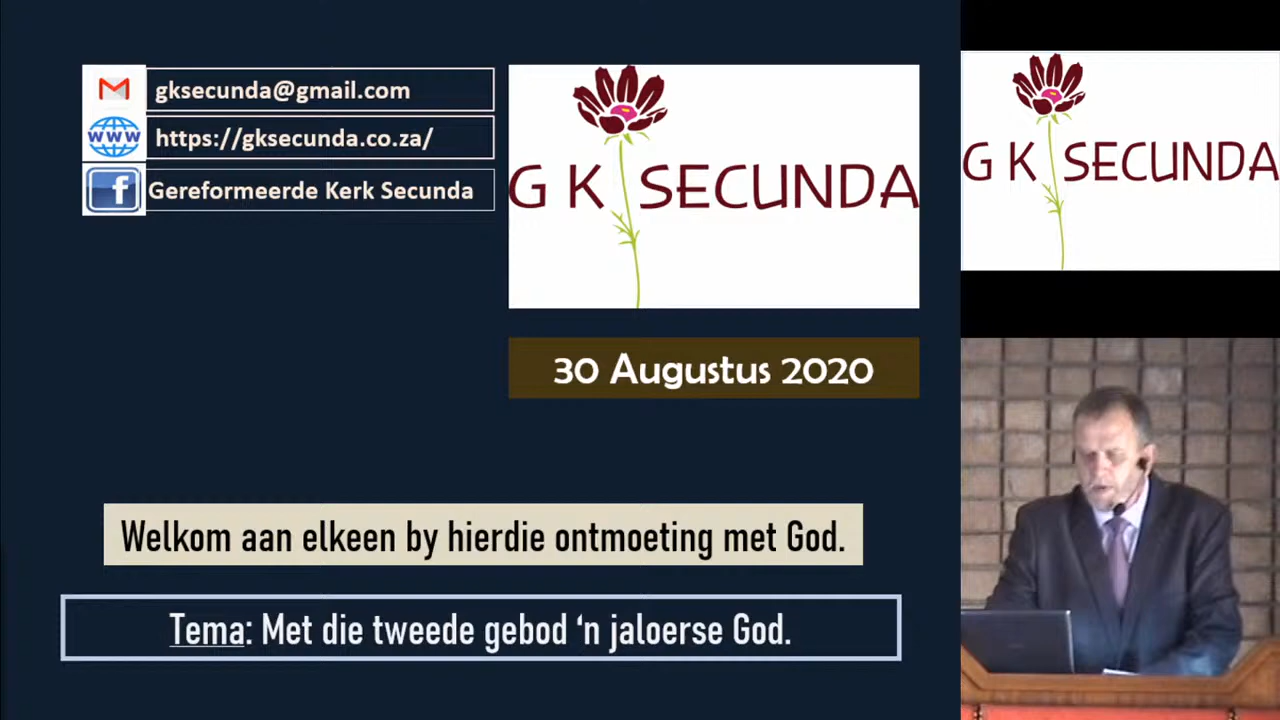 gksecunda@gmail.com
www https://gksecunda.co.za/
f Gereformeerde Kerk Secunda
G K SECUNDA
G K SECUNDA
30 Augustus 2020
Welkom aan elkeen by hierdie ontmoeting met God.
Tema: Met die tweede gebod ‘n jaloerse God.